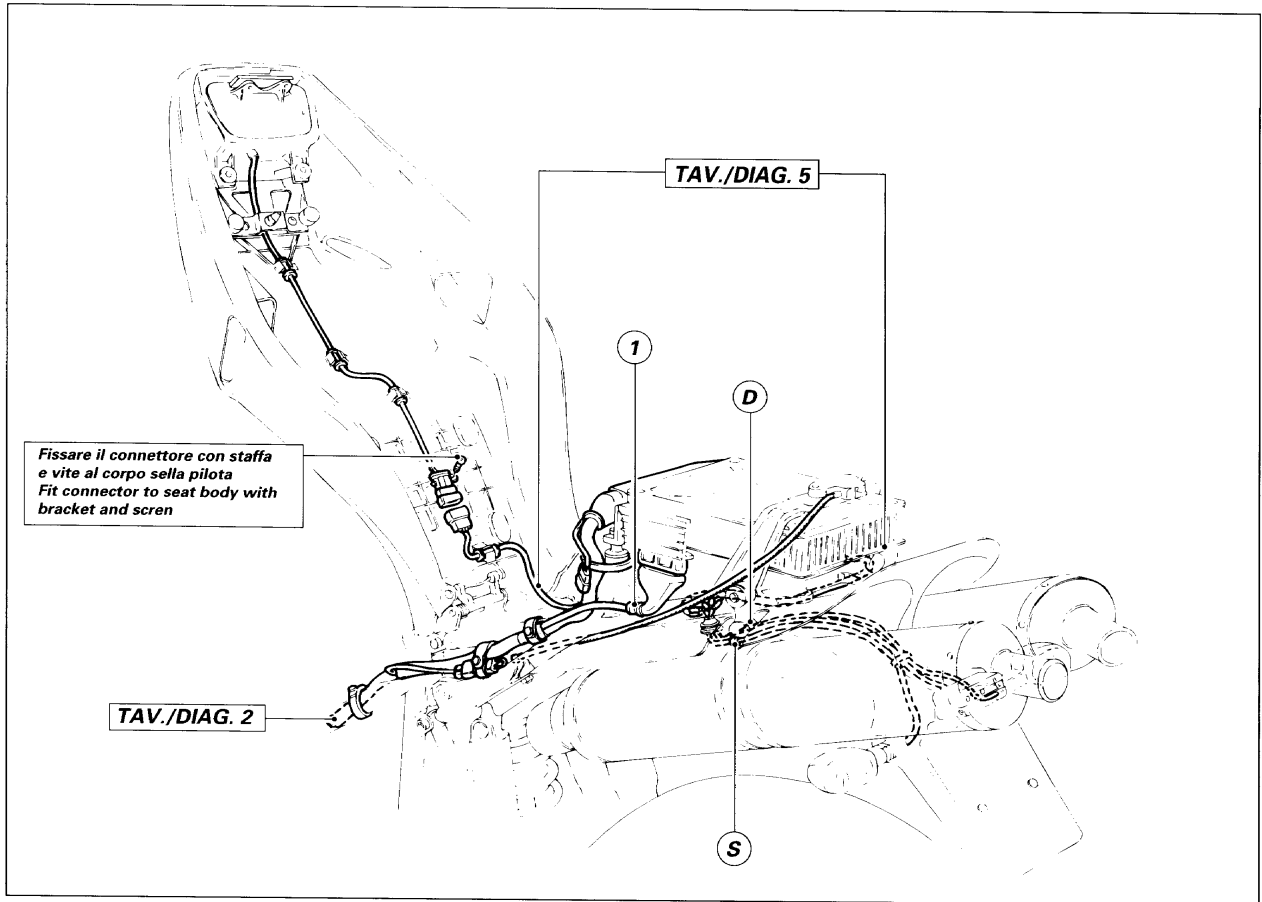 TAV./DIAG. 5
1
D
Fissare il connettore con staffa
e vite al corpo sella pilota
Fit connector to seat body with
bracket and scren
TAV./DIAG. 2
S